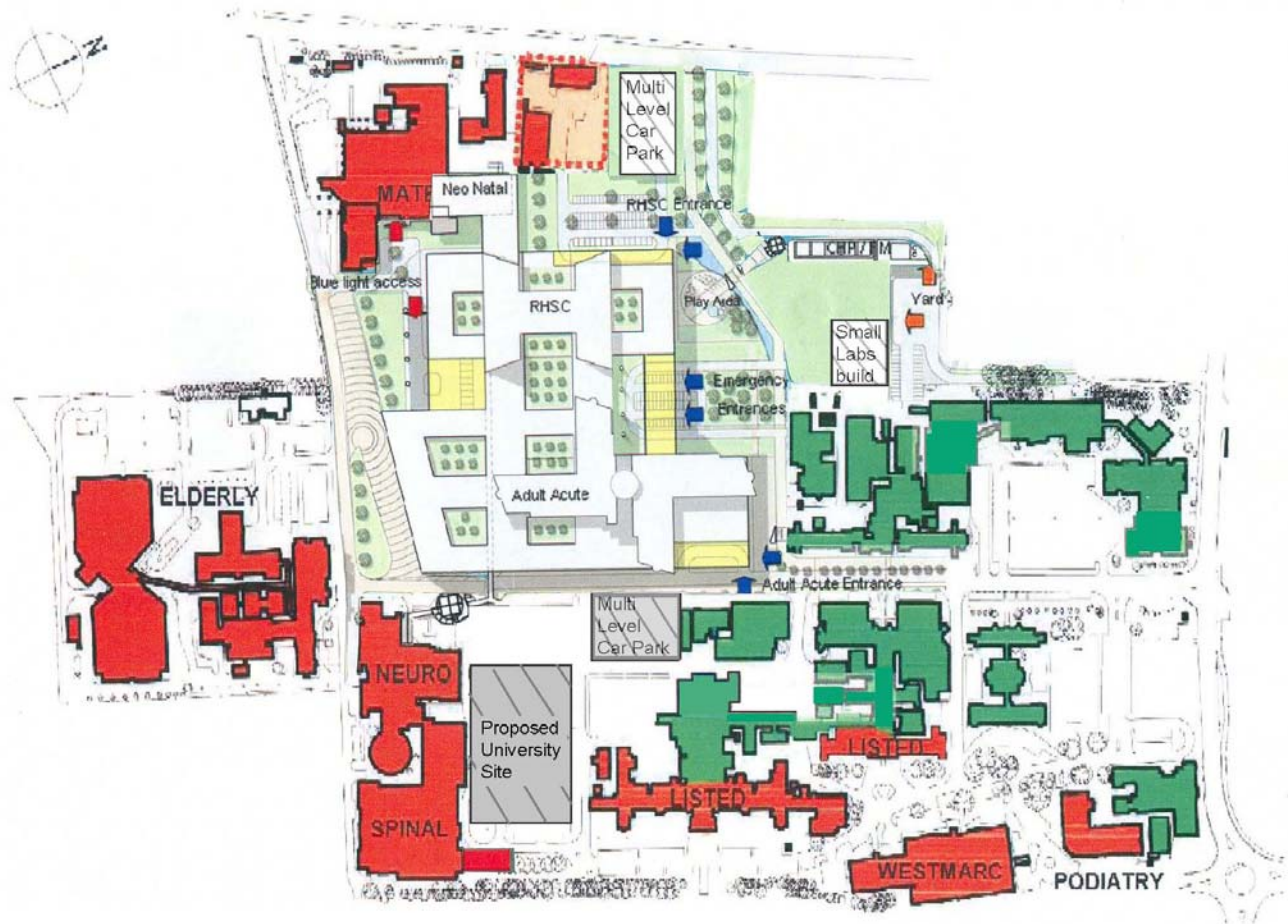 N
Multi
Level
Car
Park
MATE
Neo Natal
RHSC Entrance
CHP / FM
Blue light access
RHSC
Play Area
Yard
Small
Labs
build
Emergency
Entrances
ELDERLY
Adult Acute
Adult Acute Entrance
Multi
Level
Car Park
NEURO
Proposed
University
Site
LISTED
LISTED
SPINAL
WESTMARC
PODIATRY